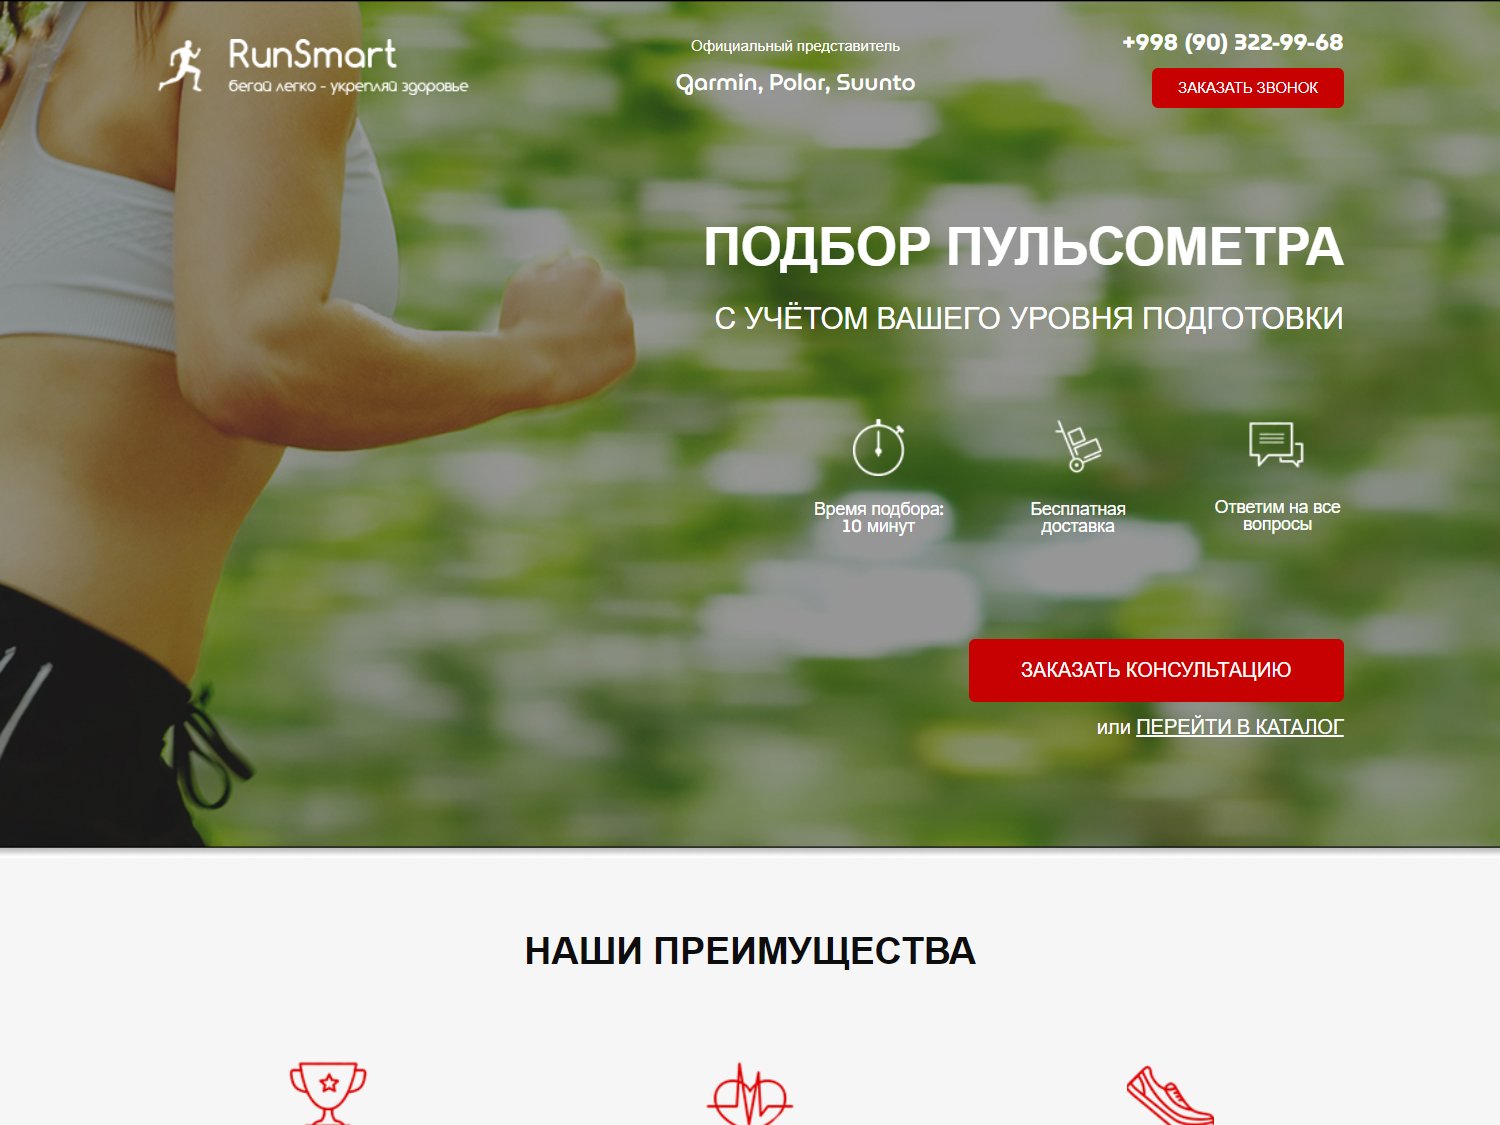 RunSmart
бегай легко - укрепляй здоровье
Официальный представитель
Garmin, Polar, Suunto
+998 (90) 322-99-68
ЗАКАЗАТЬ ЗВОНОК
ПОДБОР ПУЛЬСОМЕТРА
С УЧЁТОМ ВАШЕГО УРОВНЯ ПОДГОТОВКИ
Время подбора:
10 минут
Бесплатная
доставка
Ответим на все
вопросы
ЗАКАЗАТЬ КОНСУЛЬТАЦИЮ
или ПЕРЕЙТИ В КАТАЛОГ
НАШИ ПРЕИМУЩЕСТВА